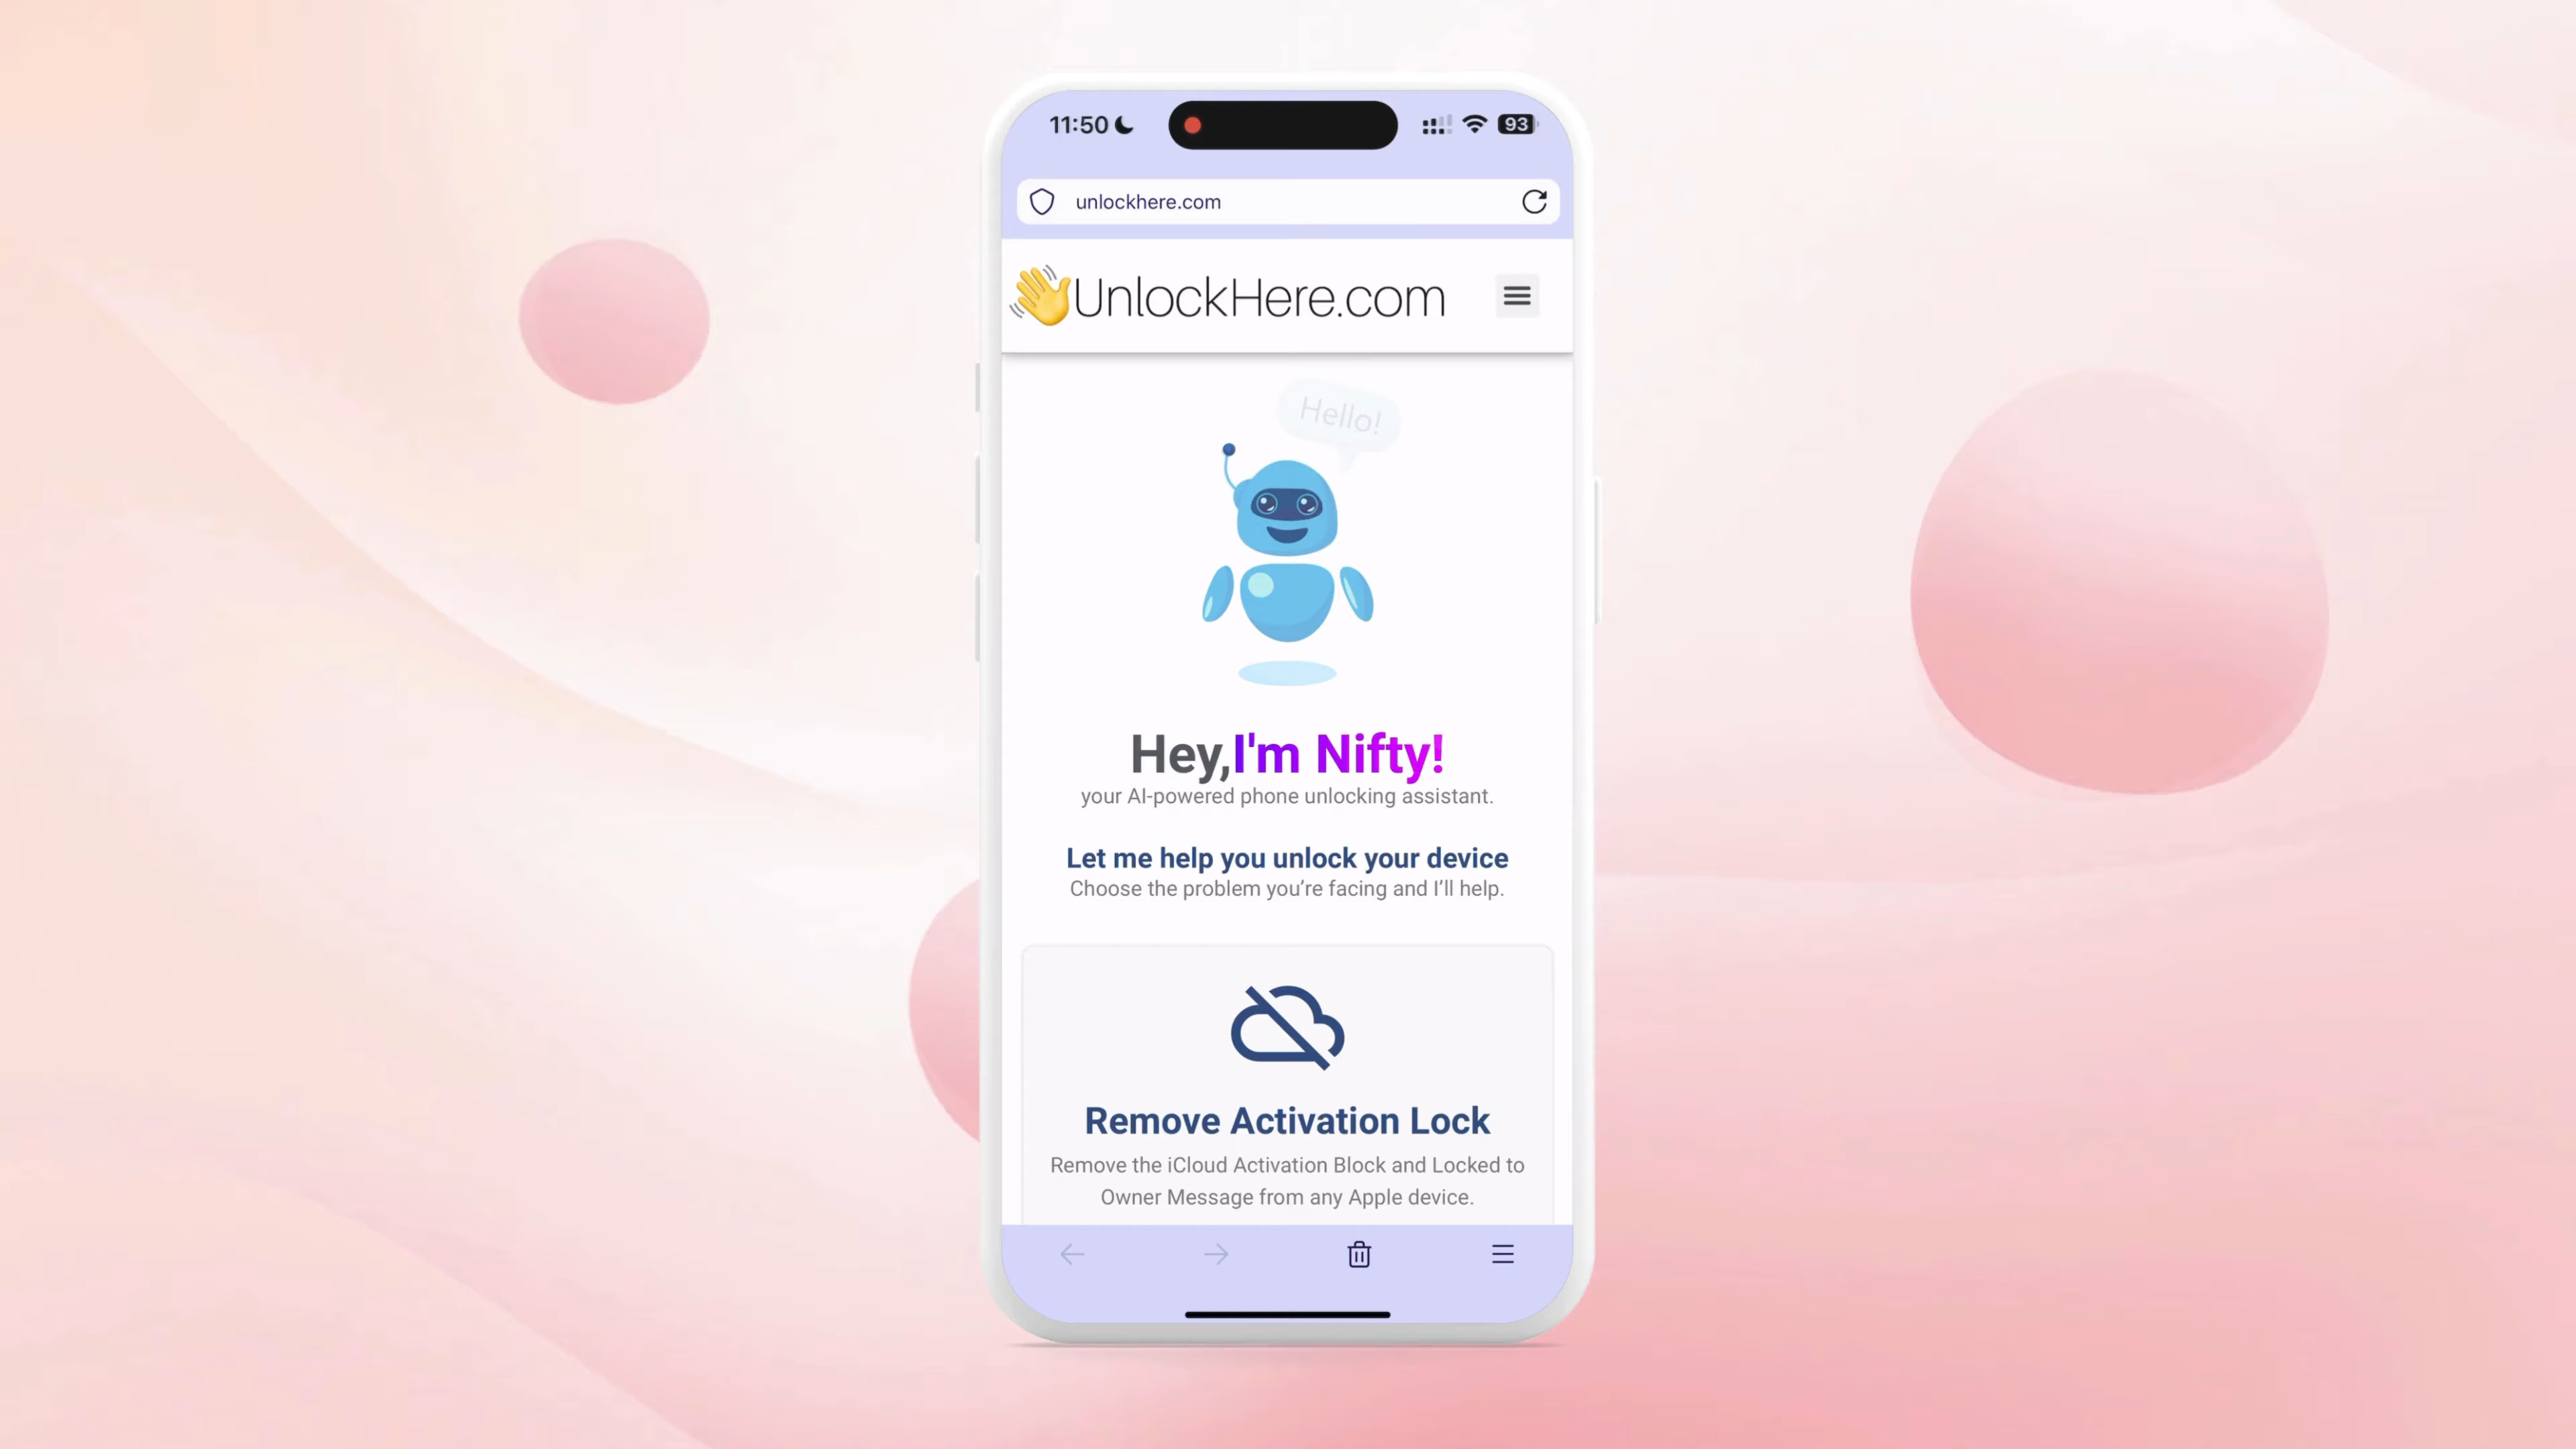 11:50
93
unlockhere.com
UnlockHere.com
Hello!
Hey,I'm Nifty!
your AI-powered phone unlocking assistant.
Let me help you unlock your device
Choose the problem you’re facing and I’ll help.
Remove Activation Lock
Remove the iCloud Activation Block and Locked to
Owner Message from any Apple device.